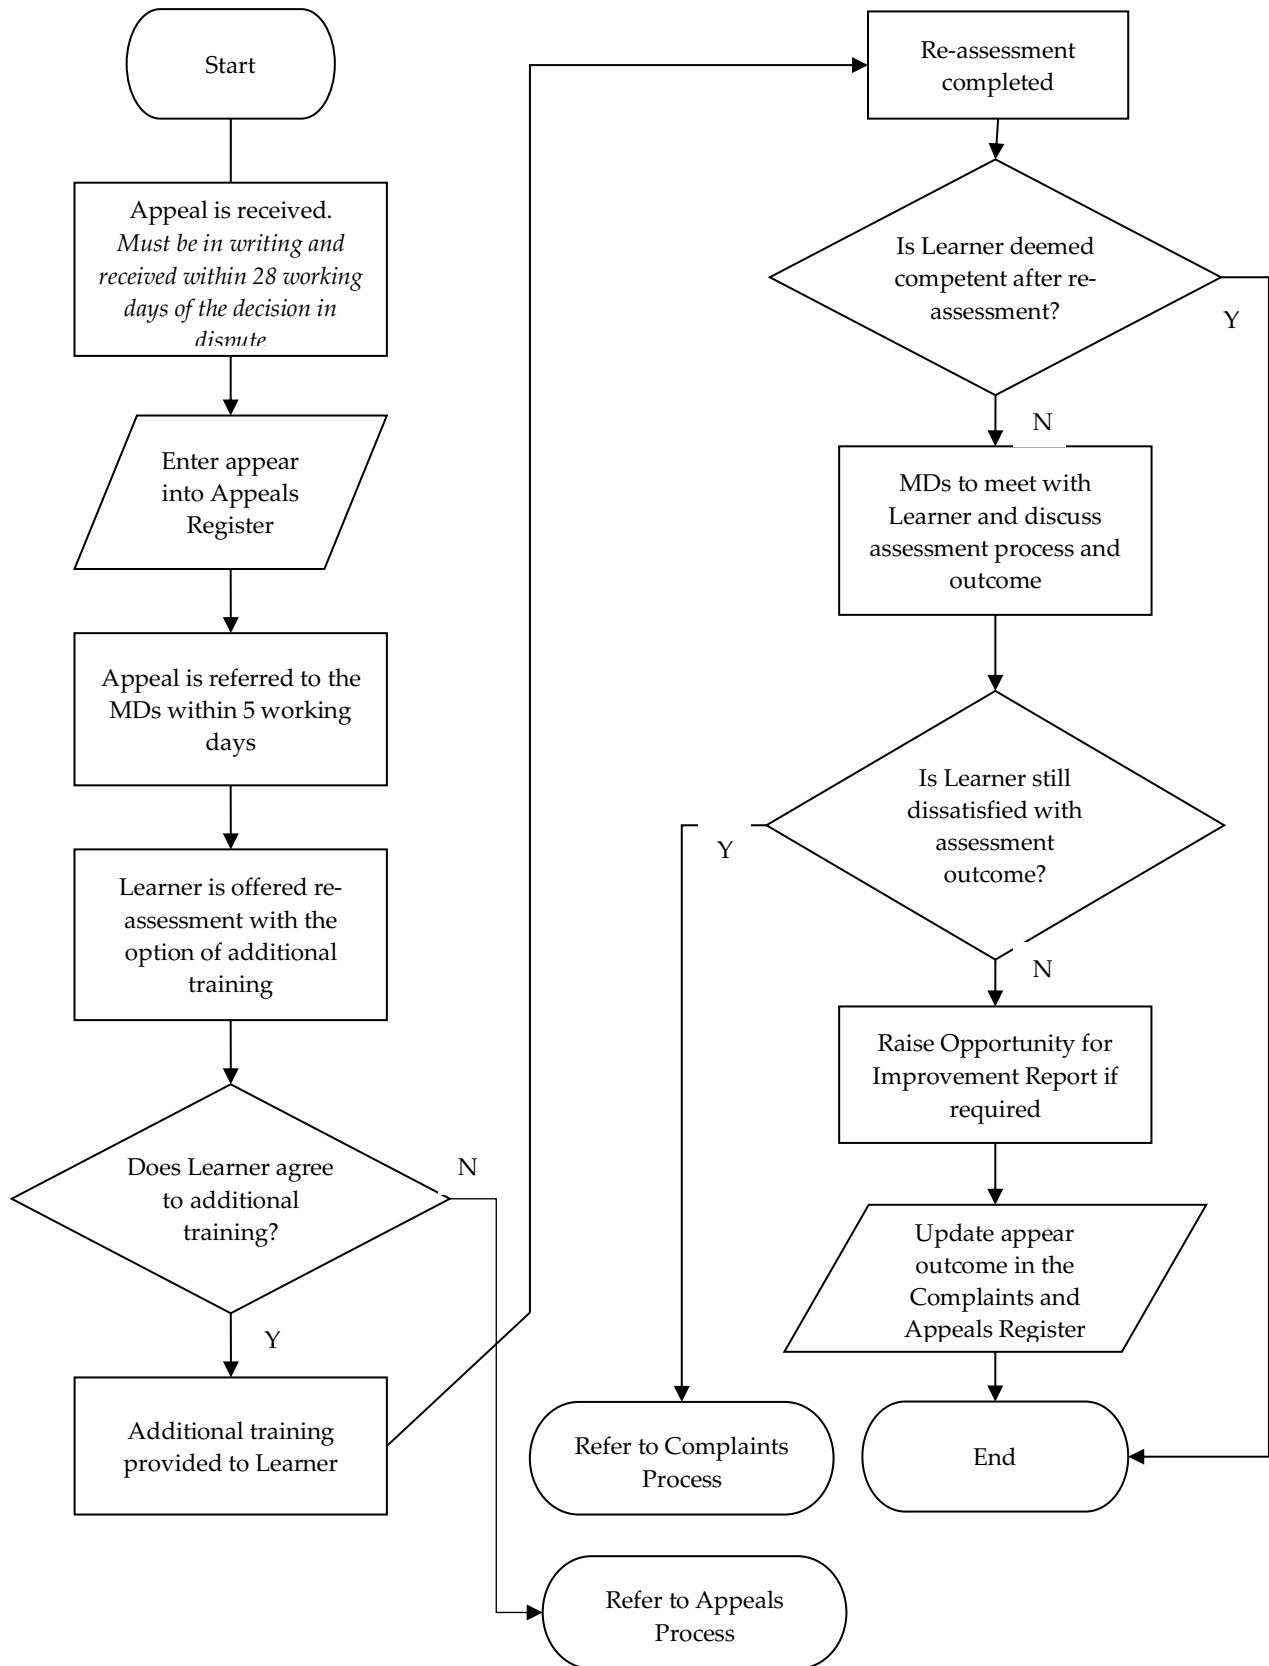 Start
Appeal is received.
Must be in writing and
received within 28 working
days of the decision in
dispute
Enter appear
into Appeals
Register
Appeal is referred to the
MDs within 5 working
days
Learner is offered re-
assessment with the
option of additional
training
Does Learner agree
to additional
training?
N
Y
Additional training
provided to Learner
Re-assessment
completed
Is Learner deemed
competent after re-
assessment?
Y
N
MDs to meet with
Learner and discuss
assessment process and
outcome
Is Learner still
dissatisfied with
assessment
outcome?
Y
N
Raise Opportunity for
Improvement Report if
required
Update appear
outcome in the
Complaints and
Appeals Register
Refer to Complaints
Process
End
Refer to Appeals
Process